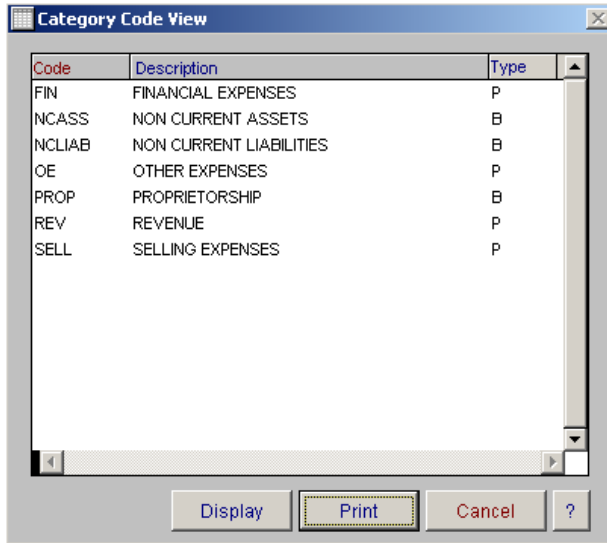 Category Code View
Code Description Type
FIN FINANCIAL EXPENSES P
NCASS NON CURRENT ASSETS B
NCLIAB NON CURRENT LIABILITIES B
OE OTHER EXPENSES P
PROP PROPRIETORSHIP B
REV REVENUE P
SELL SELLING EXPENSES P
Display Print Cancel ?